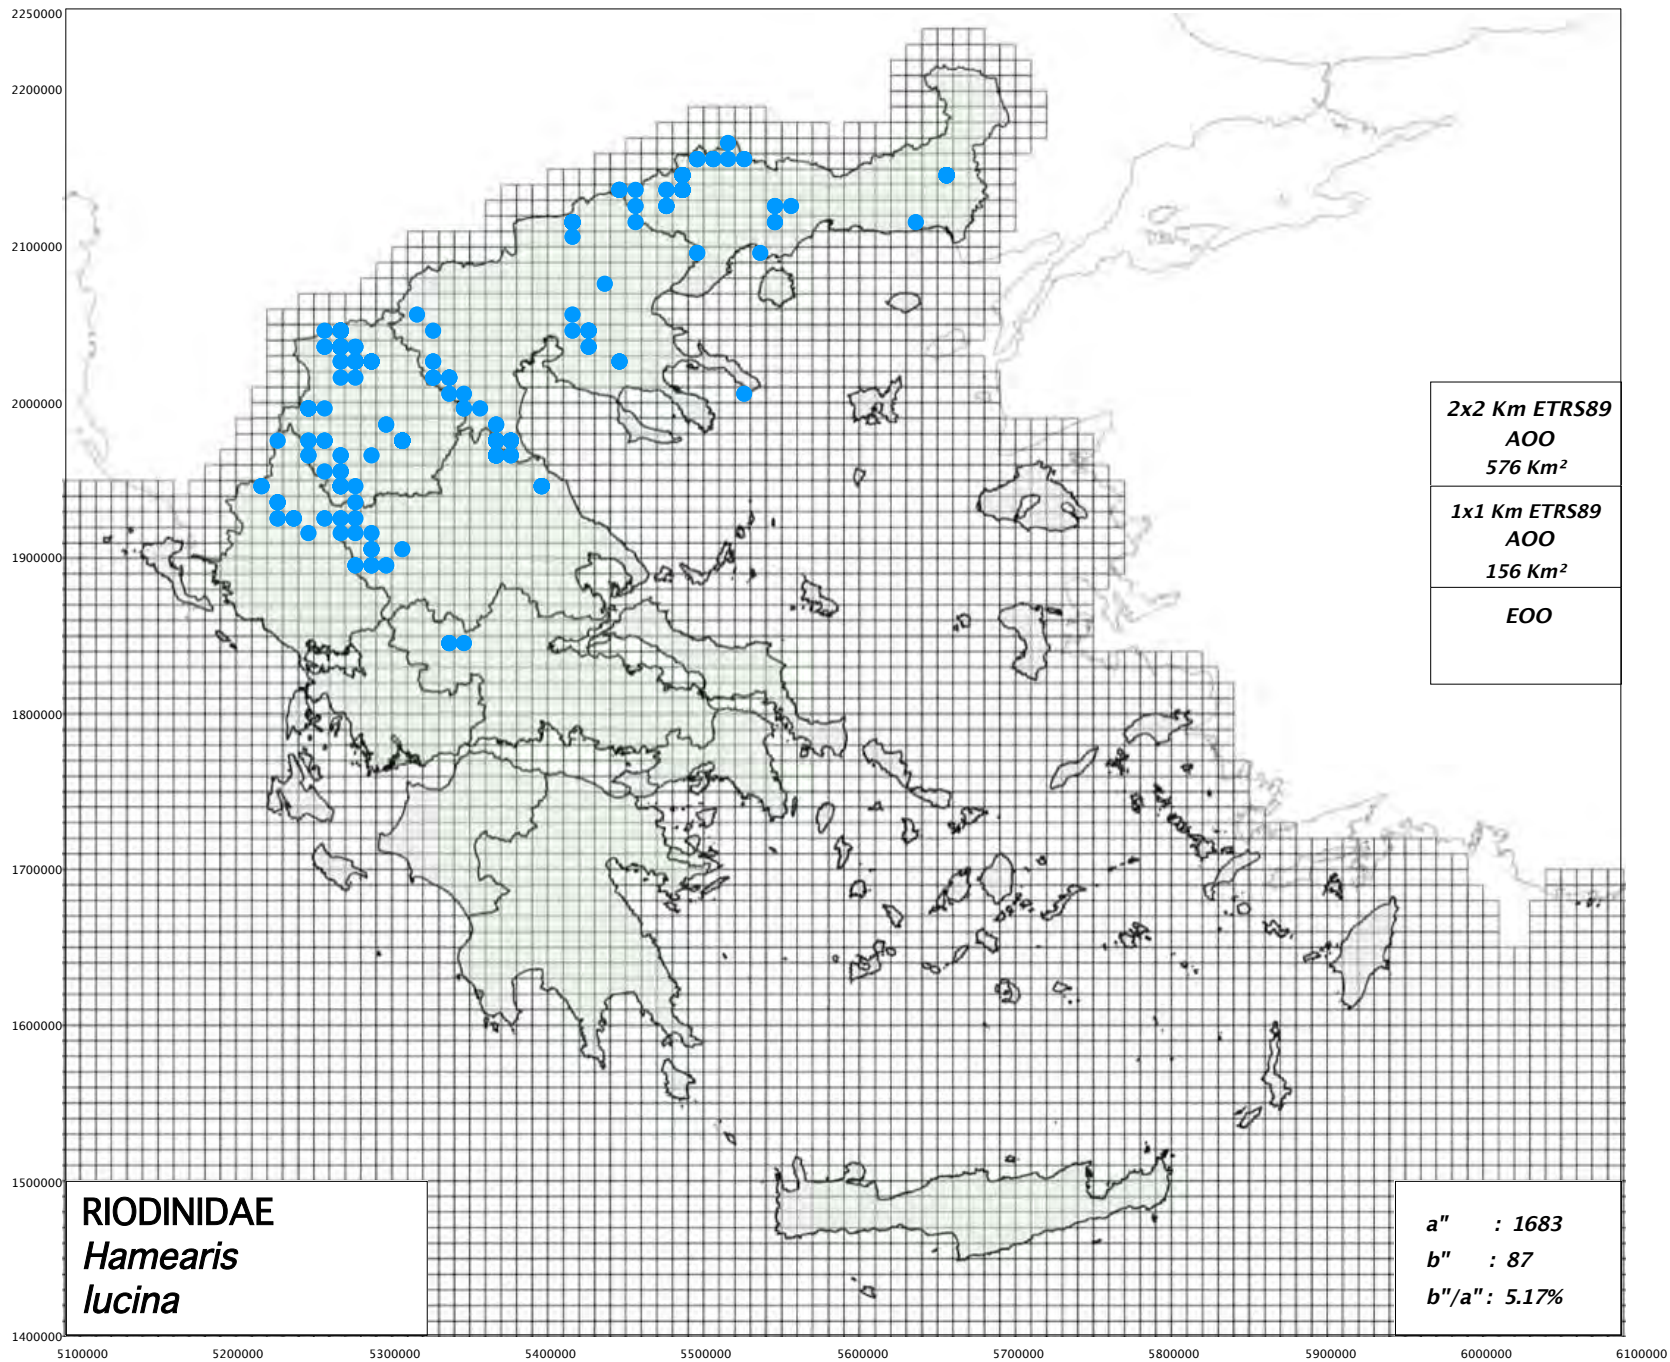 2250000
2200000
2100000
2000000
1900000
1800000
1700000
1600000
1500000
1400000
2x2 Km ETRS89
AOO
576 Km²
1x1 Km ETRS89
AOO
156 Km²
EOO
RIODINIDAE
Hamearis
lucina
a" : 1683
b" : 87
b"/a" : 5.17%
5100000 5200000 5300000 5400000 5500000 5600000 5700000 5800000 5900000 6000000 6100000